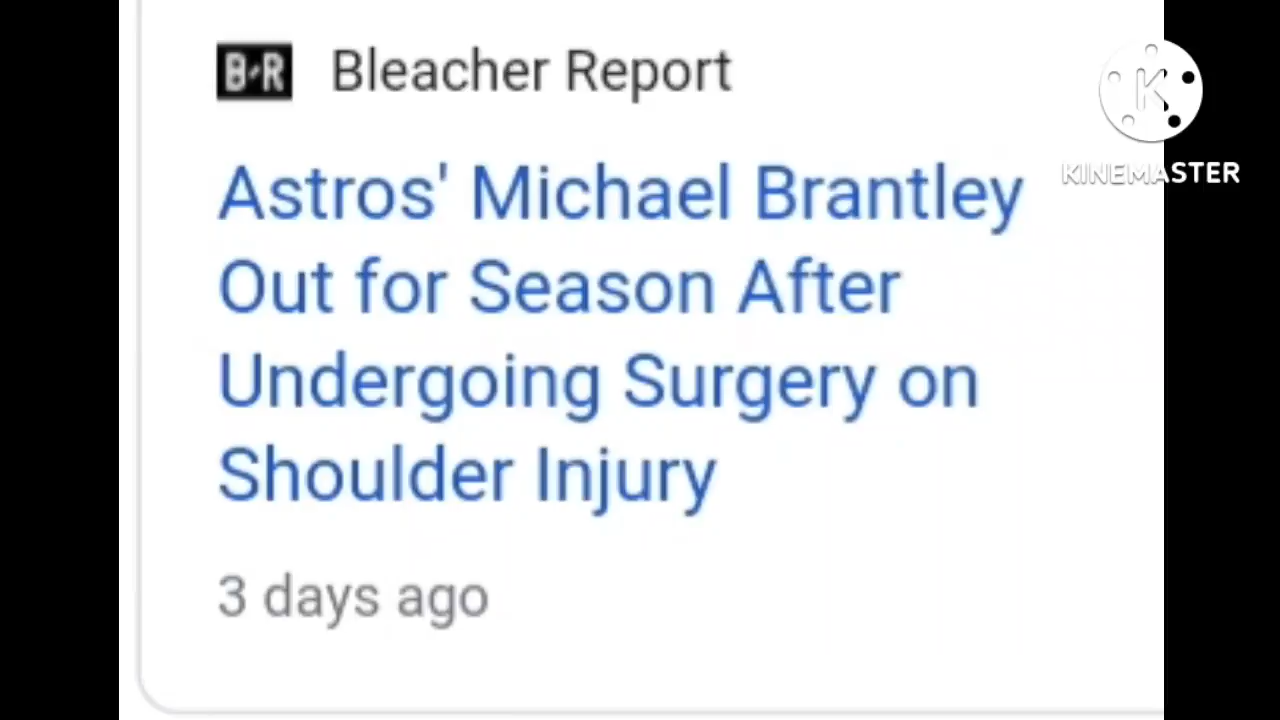 B/R Bleacher Report
K
KINEMASTER
Astros' Michael Brantley
Out for Season After
Undergoing Surgery on
Shoulder Injury
3 days ago